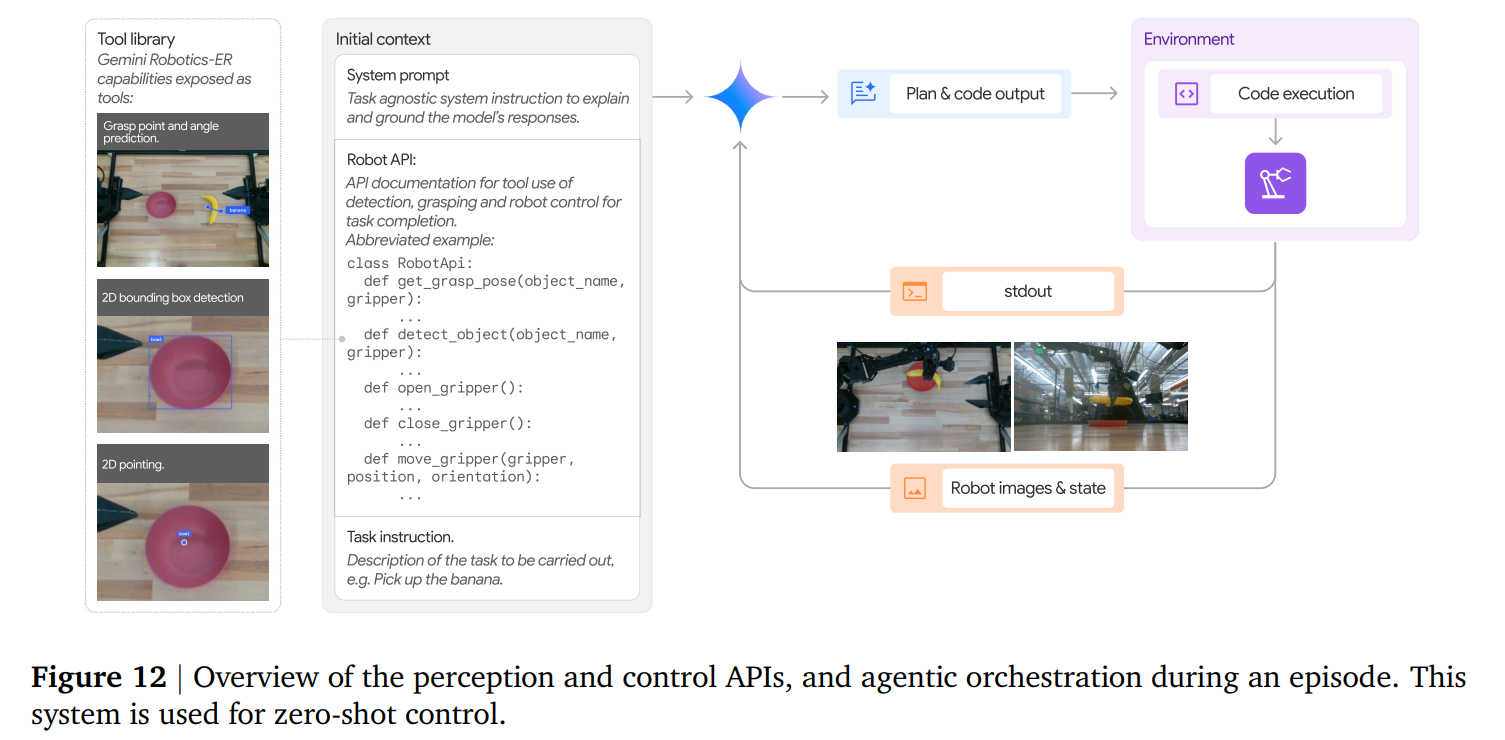 Tool library
Gemini Robotics-ER
capabilities exposed as
tools:
Grasp point and angle
prediction.
banana
2D bounding box detection
bowl
2D pointing.
bowl
Initial context
System prompt
Task agnostic system instruction to explain
and ground the model's responses.
Robot API:
API documentation for tool use of
detection, grasping and robot control for
task completion.
Abbreviated example:
class RobotApi:
  def get_grasp_pose(object_name,
gripper):
      ...
  def detect_object(object_name,
gripper):
      ...
  def open_gripper():
      ...
  def close_gripper():
      ...
  def move_gripper(gripper,
position, orientation):
      ...
Task instruction.
Description of the task to be carried out,
e.g. Pick up the banana.
Plan & code output
Environment
Code execution
stdout
Robot images & state
Figure 12 | Overview of the perception and control APIs, and agentic orchestration during an episode. This
system is used for zero-shot control.